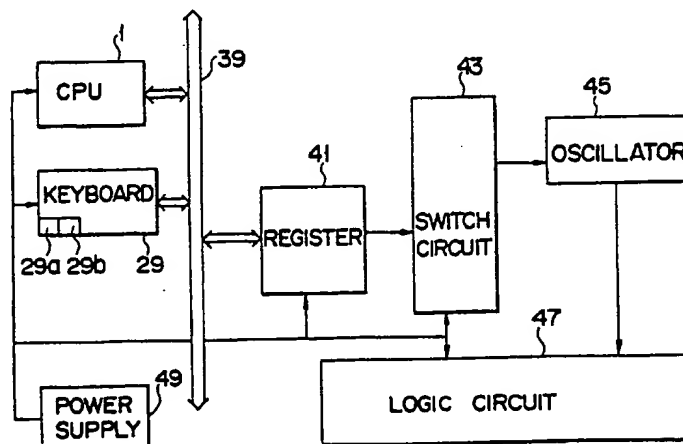 1
CPU
39
43
45
OSCILLATOR
KEYBOARD
41
REGISTER
SWITCH
CIRCUIT
29a 29b 29
47
POWER
SUPPLY
49
LOGIC CIRCUIT